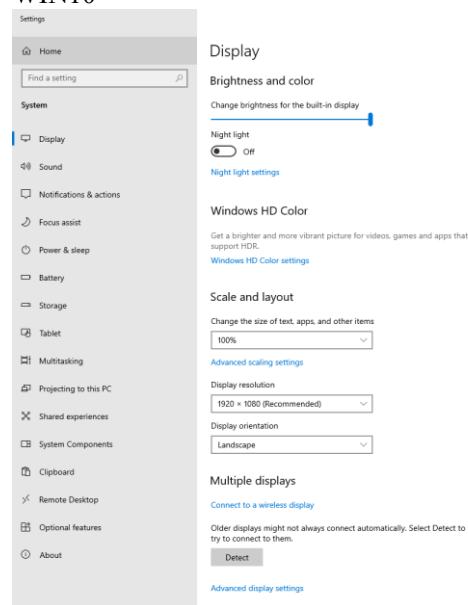 WIN10
Settings
Home
Find a setting
System
Display
Sound
Notifications & actions
Focus assist
Power & sleep
Battery
Storage
Tablet
Multitasking
Projecting to this PC
Shared experiences
System Components
Clipboard
Remote Desktop
Optional features
About
Display
Brightness and color
Change brightness for the built-in display
Night light
Off
Night light settings
Windows HD Color
Get a brighter and more vibrant picture for videos, games and apps that
support HDR.
Windows HD Color settings
Scale and layout
Change the size of text, apps, and other items
100%
Advanced scaling settings
Display resolution
1920 × 1080 (Recommended)
Display orientation
Landscape
Multiple displays
Connect to a wireless display
Older displays might not always connect automatically. Select Detect to
try to connect to them.
Detect
Advanced display settings